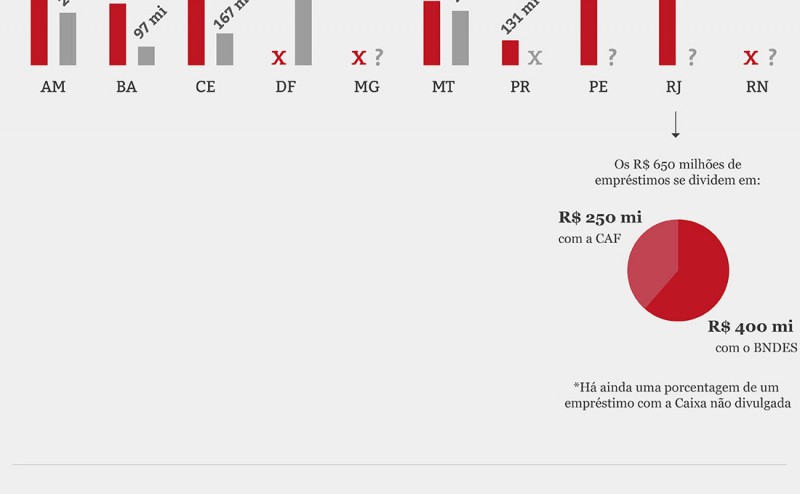 97 mi
167 m
131 mi
X
X ?
X
?
?
X ?
AM BA CE DF MG MT PR PE RJ RN
Os R$ 650 milhões de
empréstimos se dividem em:
R$ 250 mi
com a CAF
R$ 400 mi
com o BNDES
*Há ainda uma porcentagem de um
empréstimo com a Caixa não divulgada